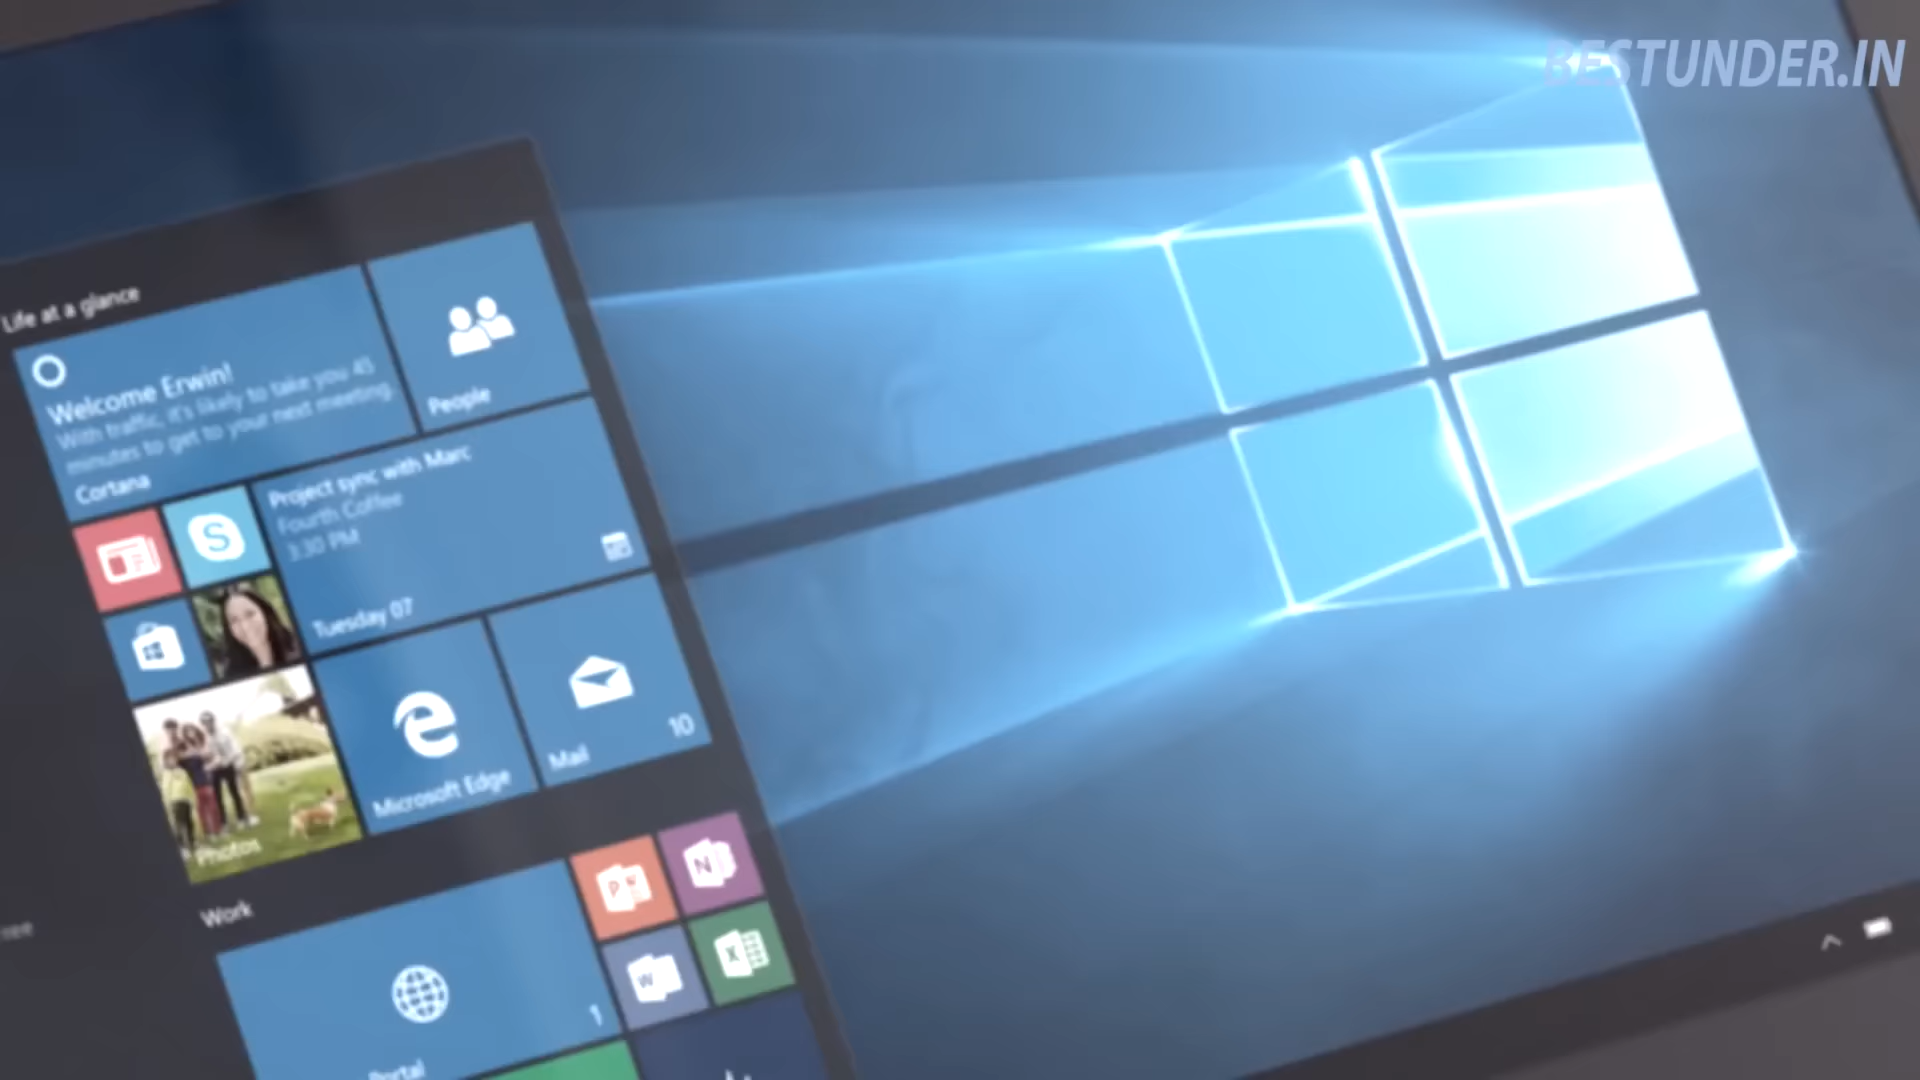 BESTUNDER.IN
Life at a glance
Welcome Erwin!
With traffic, it's likely to take you 45
minutes to get to your next meeting.
Cortana
People
Project sync with Marc
Fourth Coffee
3:30 PM
Tuesday 07
S
Photos
Microsoft Edge
Mail
10
Work
P
N
W
X
1
Portal